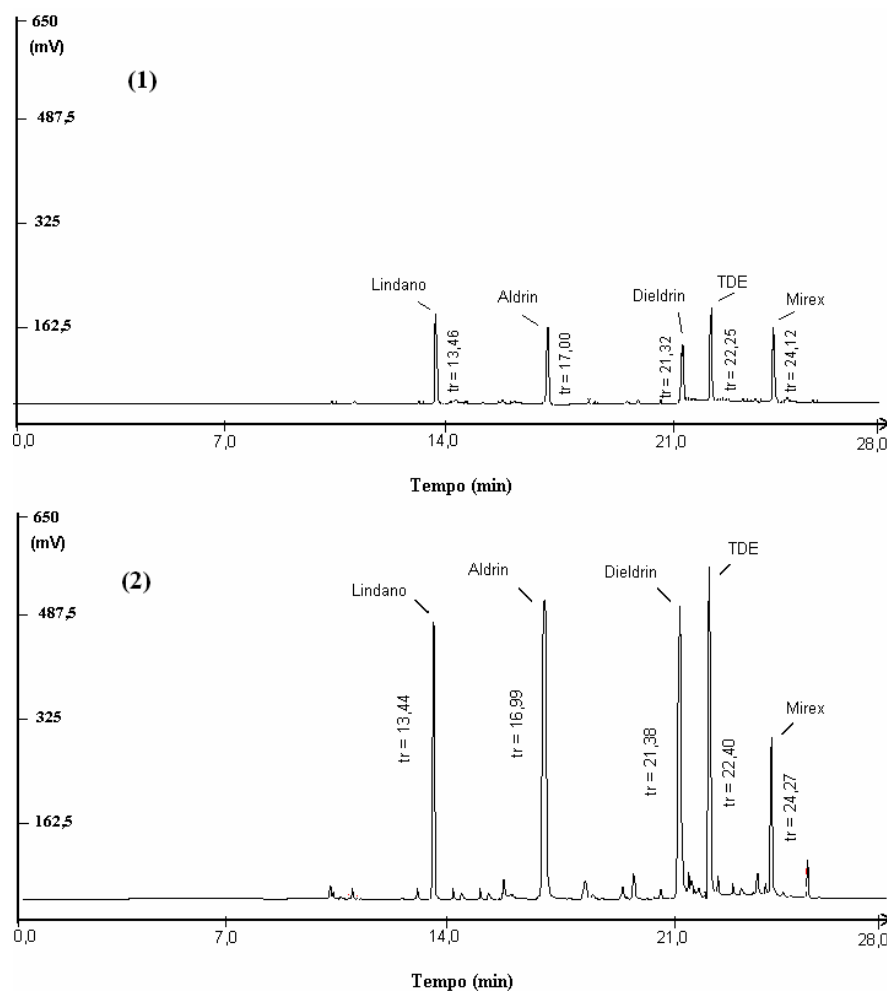 650
(mV)
(1)
487,5
325
162,5
Lindano
Aldrin
Dieldrin
TDE
Mirex
tr = 13,46
tr = 17,00
tr = 21,32
tr = 22,25
tr = 24,12
0,0
7,0
14,0
21,0
28,0
Tempo (min)
650
(mV)
(2)
487,5
325
162,5
Lindano
Aldrin
Dieldrin
TDE
Mirex
tr = 13,44
tr = 16,99
tr = 21,38
tr = 22,40
tr = 24,27
0,0
7,0
14,0
21,0
28,0
Tempo (min)